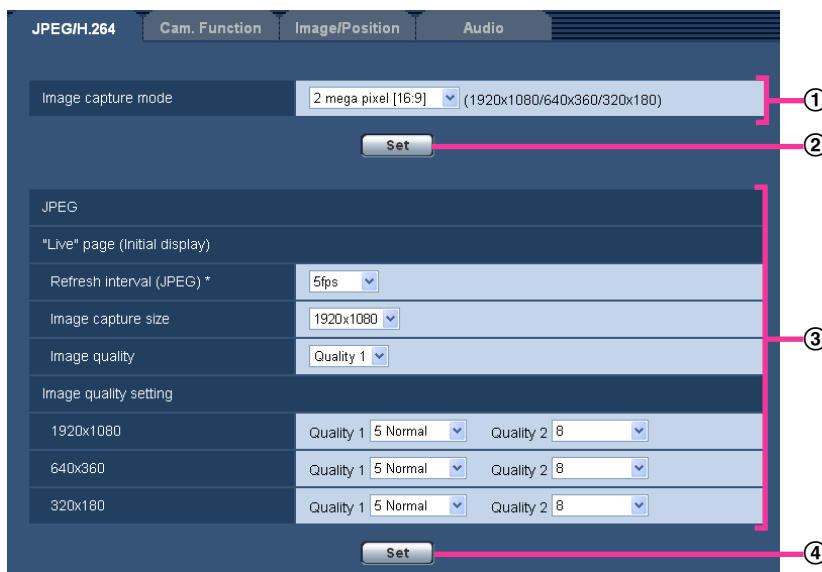 JPEG/H.264 Cam. Function Image/Position Audio
Image capture mode 2 mega pixel [16:9] (1920x1080/640x360/320x180) ①
Set ②
JPEG
"Live" page (Initial display)
Refresh interval (JPEG) * 5fps
Image capture size 1920x1080
Image quality Quality 1 ③
Image quality setting
1920x1080 Quality 1 5 Normal Quality 2 8
640x360 Quality 1 5 Normal Quality 2 8
320x180 Quality 1 5 Normal Quality 2 8
Set ④